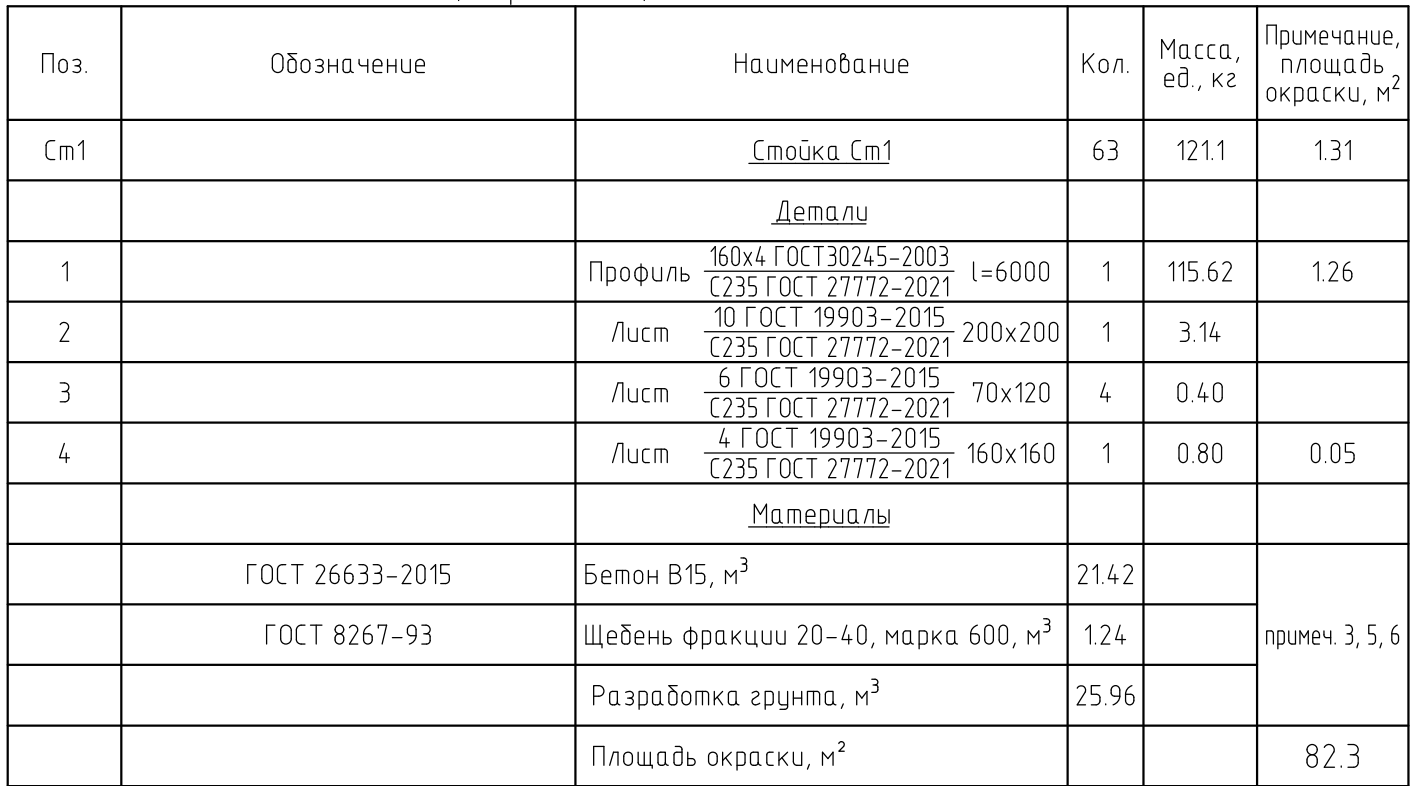 Поз.
Обозначение
Наименование
Кол.
Масса,
ед., кг
Примечание,
площадь
окраски, м²
Ст1
Стойка Ст1
63
121.1
1.31
Детали
1
Профиль 160х4 ГОСТ30245-2003 l=6000
С235 ГОСТ 27772-2021
1
115.62
1.26
2
Лист 10 ГОСТ 19903-2015 200х200
С235 ГОСТ 27772-2021
1
3.14
3
Лист 6 ГОСТ 19903-2015 70х120
С235 ГОСТ 27772-2021
4
0.40
4
Лист 4 ГОСТ 19903-2015 160х160
С235 ГОСТ 27772-2021
1
0.80
0.05
Материалы
ГОСТ 26633-2015
Бетон В15, м³
21.42
ГОСТ 8267-93
Щебень фракции 20-40, марка 600, м³
1.24
примеч. 3, 5, 6
Разработка грунта, м³
25.96
Площадь окраски, м²
82.3